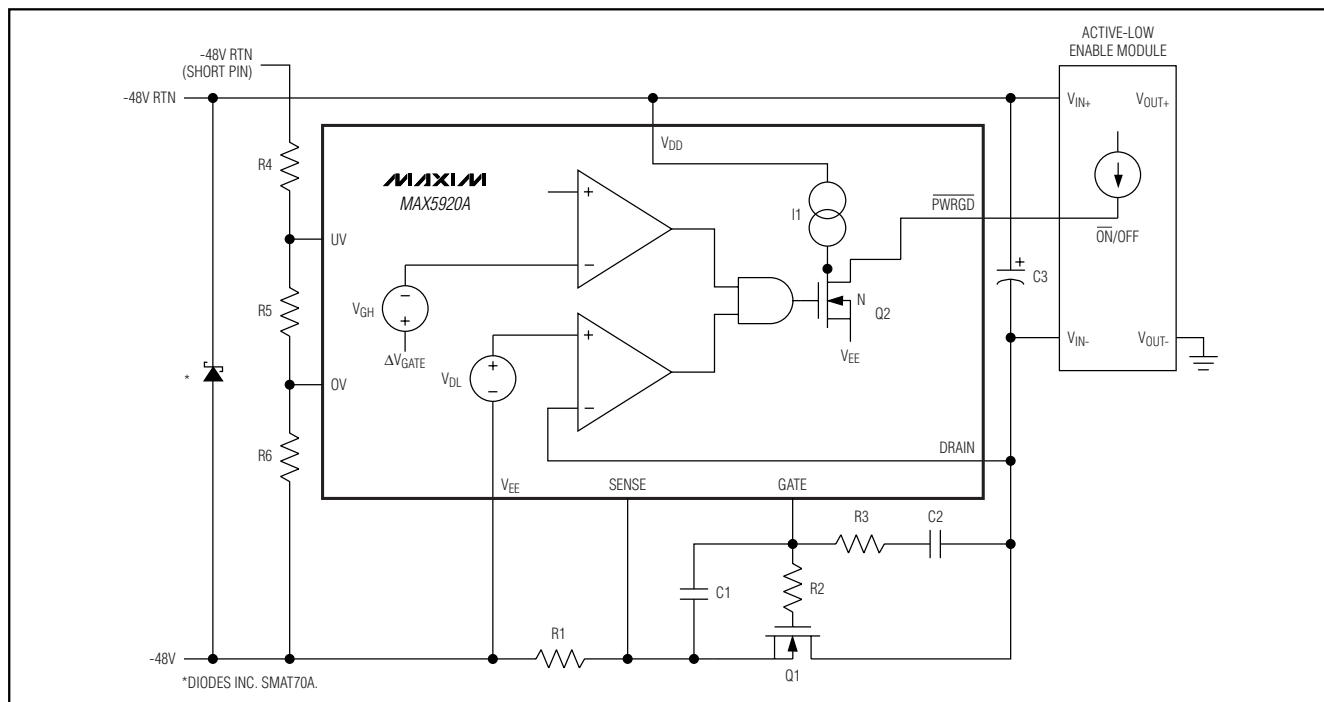 ACTIVE-LOW
ENABLE MODULE
-48V RTN
(SHORT PIN)
-48V RTN
VIN+
VOUT+
VDD
R4
MAXIM
MAX5920A
+
I1
PWRGD
ON/OFF
UV
−
+
C3
R5
−
VGH
+
N
Q2
ΔVGATE
+
+
VEE
VIN-
VOUT-
VDL
−
*
OV
−
R6
DRAIN
VEE
SENSE
GATE
R3
C2
C1
R2
R1
-48V
Q1
*DIODES INC. SMAT70A.